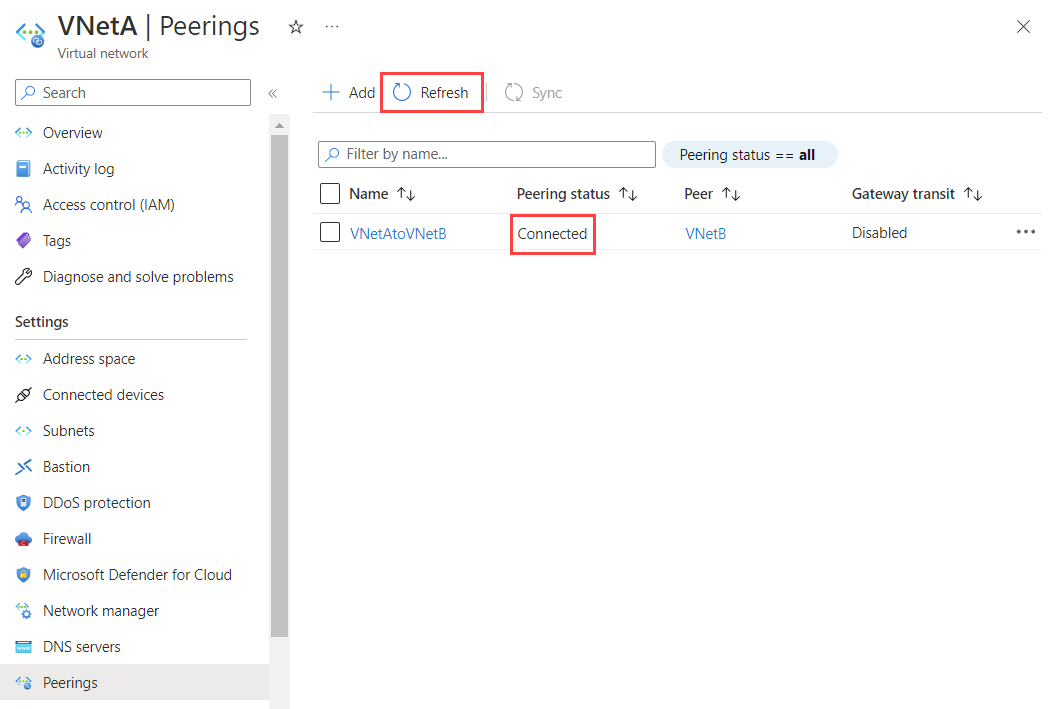 VNetA | Peerings
Virtual network
Search
Overview
Activity log
Access control (IAM)
Tags
Diagnose and solve problems
Settings
Address space
Connected devices
Subnets
Bastion
DDoS protection
Firewall
Microsoft Defender for Cloud
Network manager
DNS servers
Peerings
Add Refresh Sync
Filter by name... Peering status == all
Name Peering status Peer Gateway transit
VNetAtoVNetB Connected VNetB Disabled